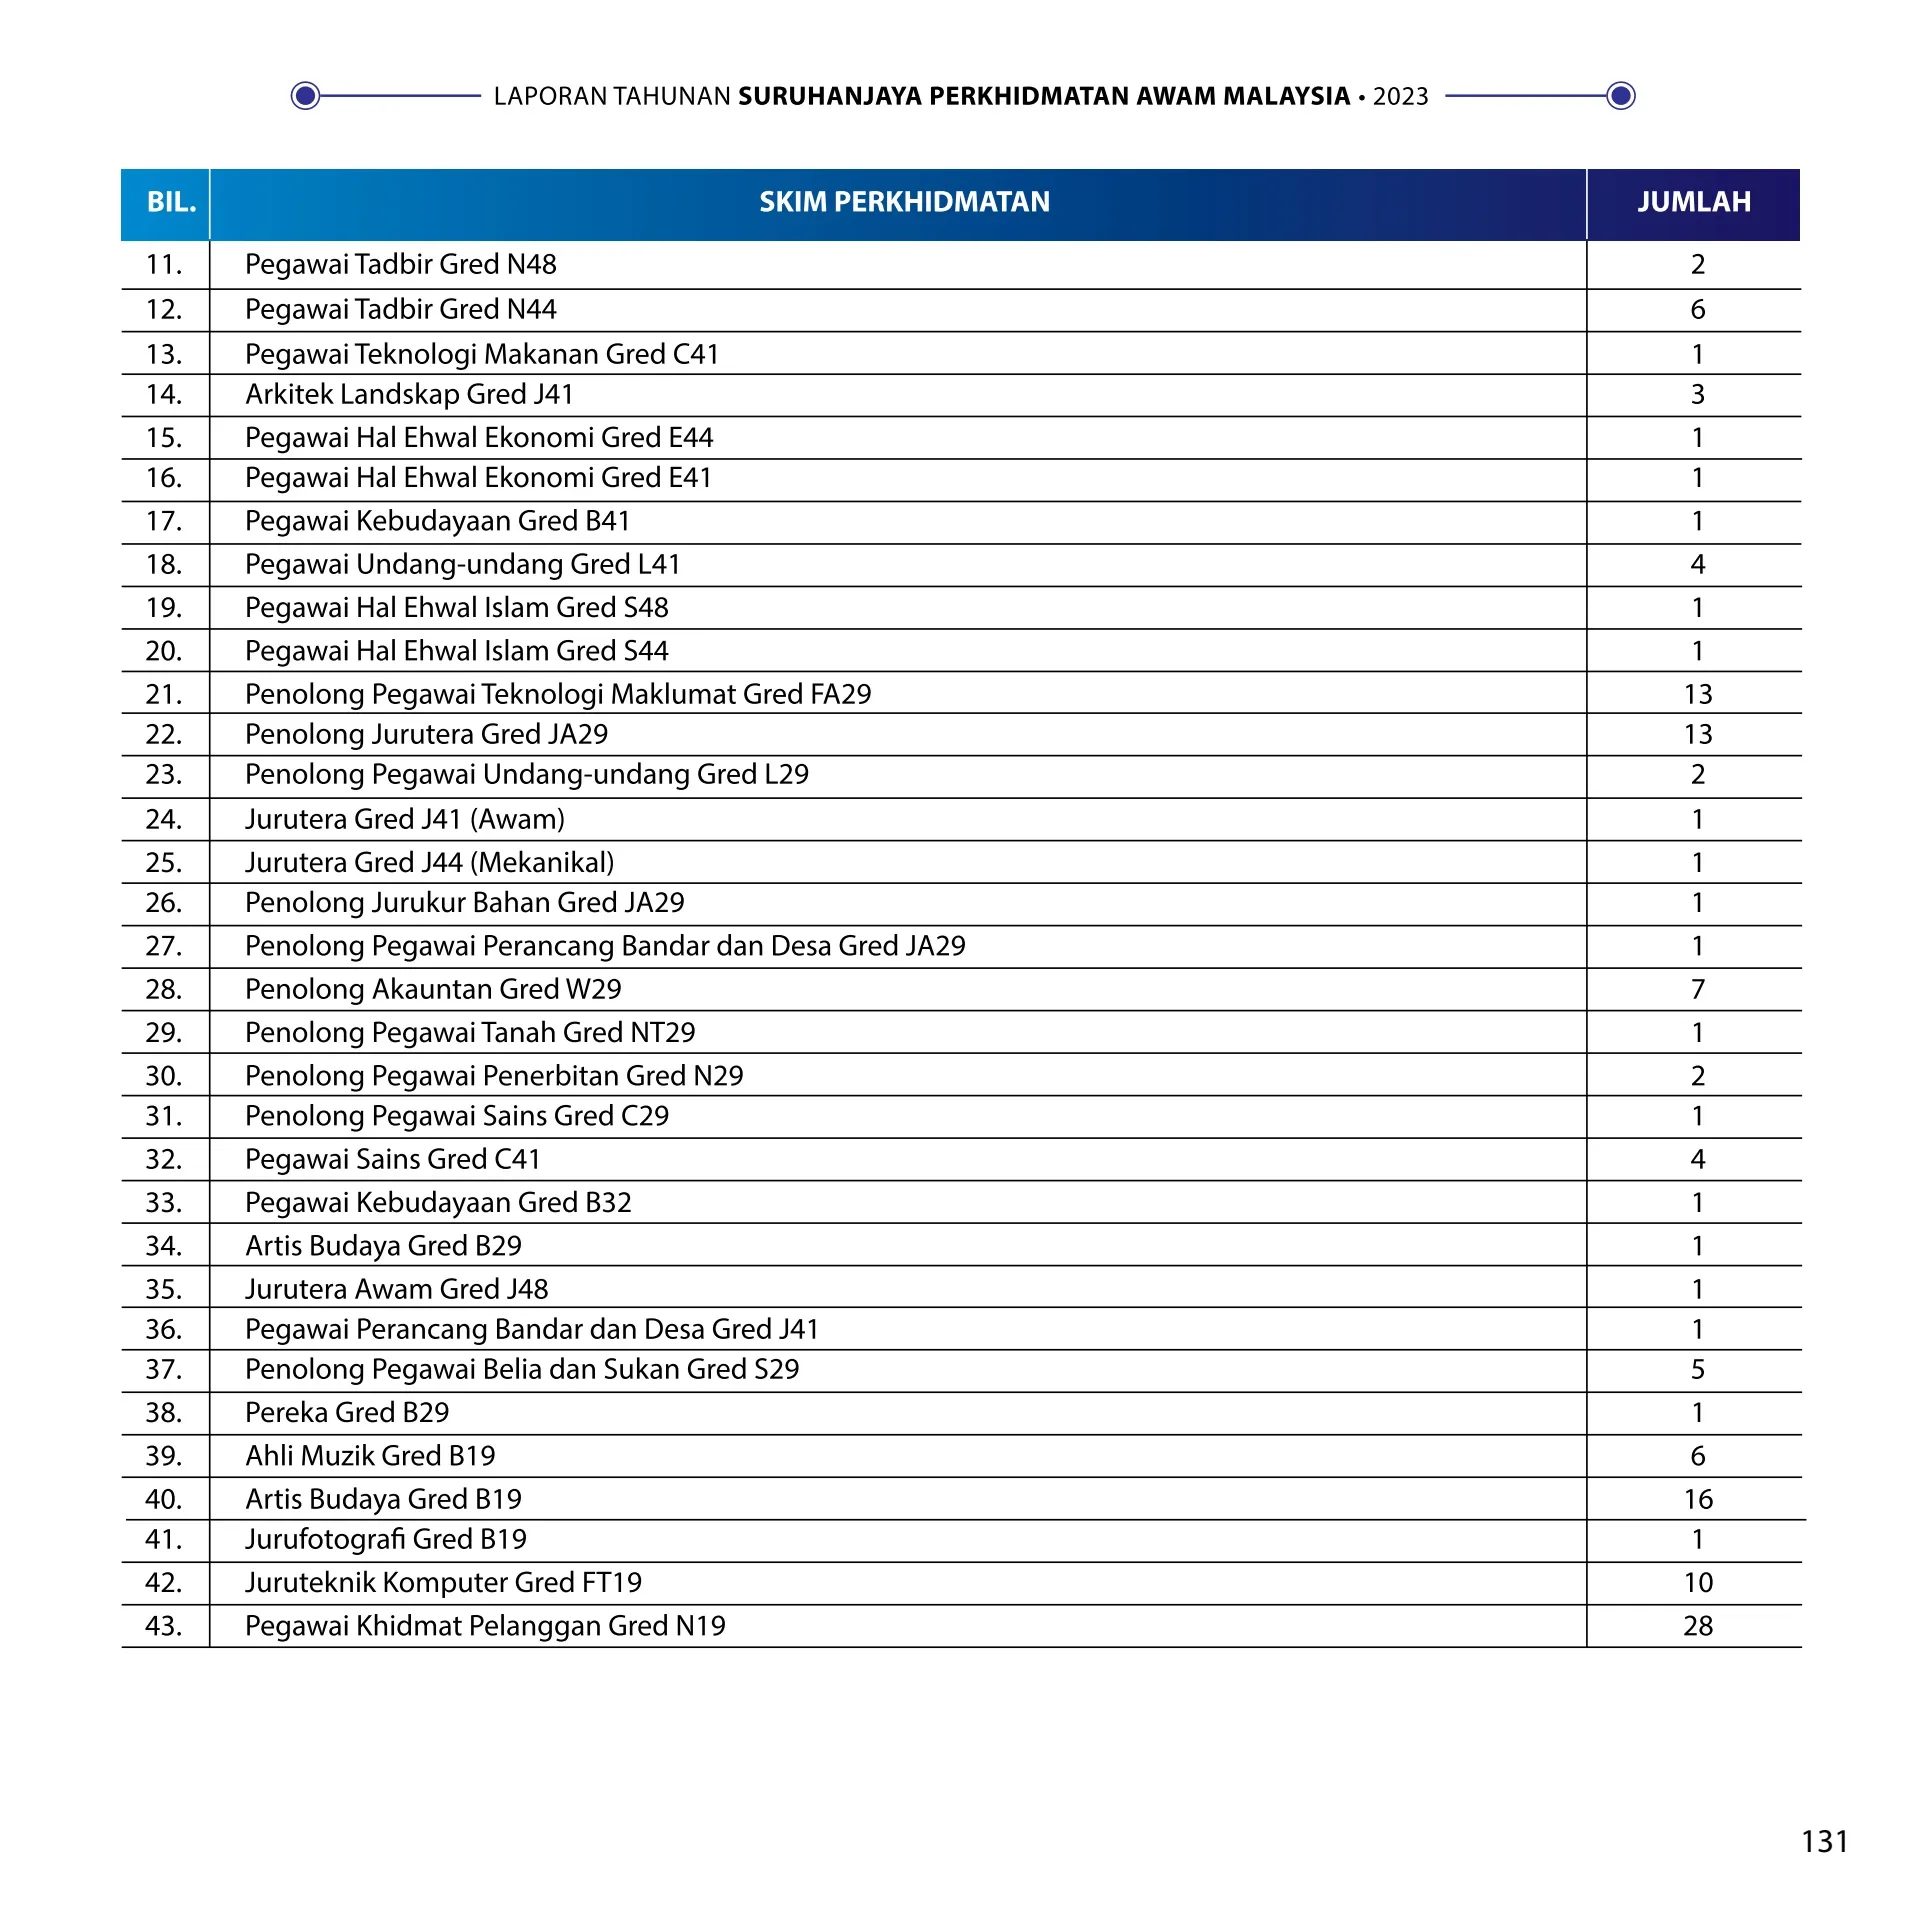 LAPORAN TAHUNAN SURUHANJAYA PERKHIDMATAN AWAM MALAYSIA • 2023
BIL. SKIM PERKHIDMATAN JUMLAH
11. Pegawai Tadbir Gred N48 2
12. Pegawai Tadbir Gred N44 6
13. Pegawai Teknologi Makanan Gred C41 1
14. Arkitek Landskap Gred J41 3
15. Pegawai Hal Ehwal Ekonomi Gred E44 1
16. Pegawai Hal Ehwal Ekonomi Gred E41 1
17. Pegawai Kebudayaan Gred B41 1
18. Pegawai Undang-undang Gred L41 4
19. Pegawai Hal Ehwal Islam Gred S48 1
20. Pegawai Hal Ehwal Islam Gred S44 1
21. Penolong Pegawai Teknologi Maklumat Gred FA29 13
22. Penolong Jurutera Gred JA29 13
23. Penolong Pegawai Undang-undang Gred L29 2
24. Jurutera Gred J41 (Awam) 1
25. Jurutera Gred J44 (Mekanikal) 1
26. Penolong Jurukur Bahan Gred JA29 1
27. Penolong Pegawai Perancang Bandar dan Desa Gred JA29 1
28. Penolong Akauntan Gred W29 7
29. Penolong Pegawai Tanah Gred NT29 1
30. Penolong Pegawai Penerbitan Gred N29 2
31. Penolong Pegawai Sains Gred C29 1
32. Pegawai Sains Gred C41 4
33. Pegawai Kebudayaan Gred B32 1
34. Artis Budaya Gred B29 1
35. Jurutera Awam Gred J48 1
36. Pegawai Perancang Bandar dan Desa Gred J41 1
37. Penolong Pegawai Belia dan Sukan Gred S29 5
38. Pereka Gred B29 1
39. Ahli Muzik Gred B19 6
40. Artis Budaya Gred B19 16
41. Jurufotografi Gred B19 1
42. Juruteknik Komputer Gred FT19 10
43. Pegawai Khidmat Pelanggan Gred N19 28
131